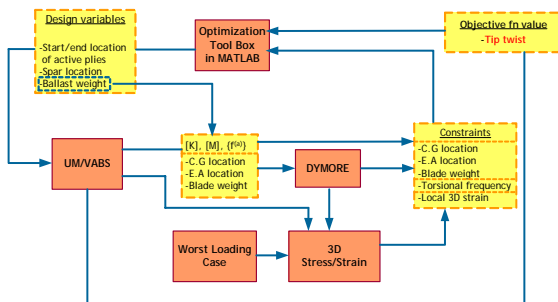 Design variables
-Start/end location
of active plies
-Spar location
-Ballast weight
Optimization
Tool Box
in MATLAB
Objective fn value
-Tip twist
UM/VABS
[K], [M], {f(a)}
-C.G location
-E.A location
-Blade weight
DYMORE
Constraints
-C.G location
-E.A location
-Blade weight
-Torsional frequency
-Local 3D strain
Worst Loading
Case
3D
Stress/Strain